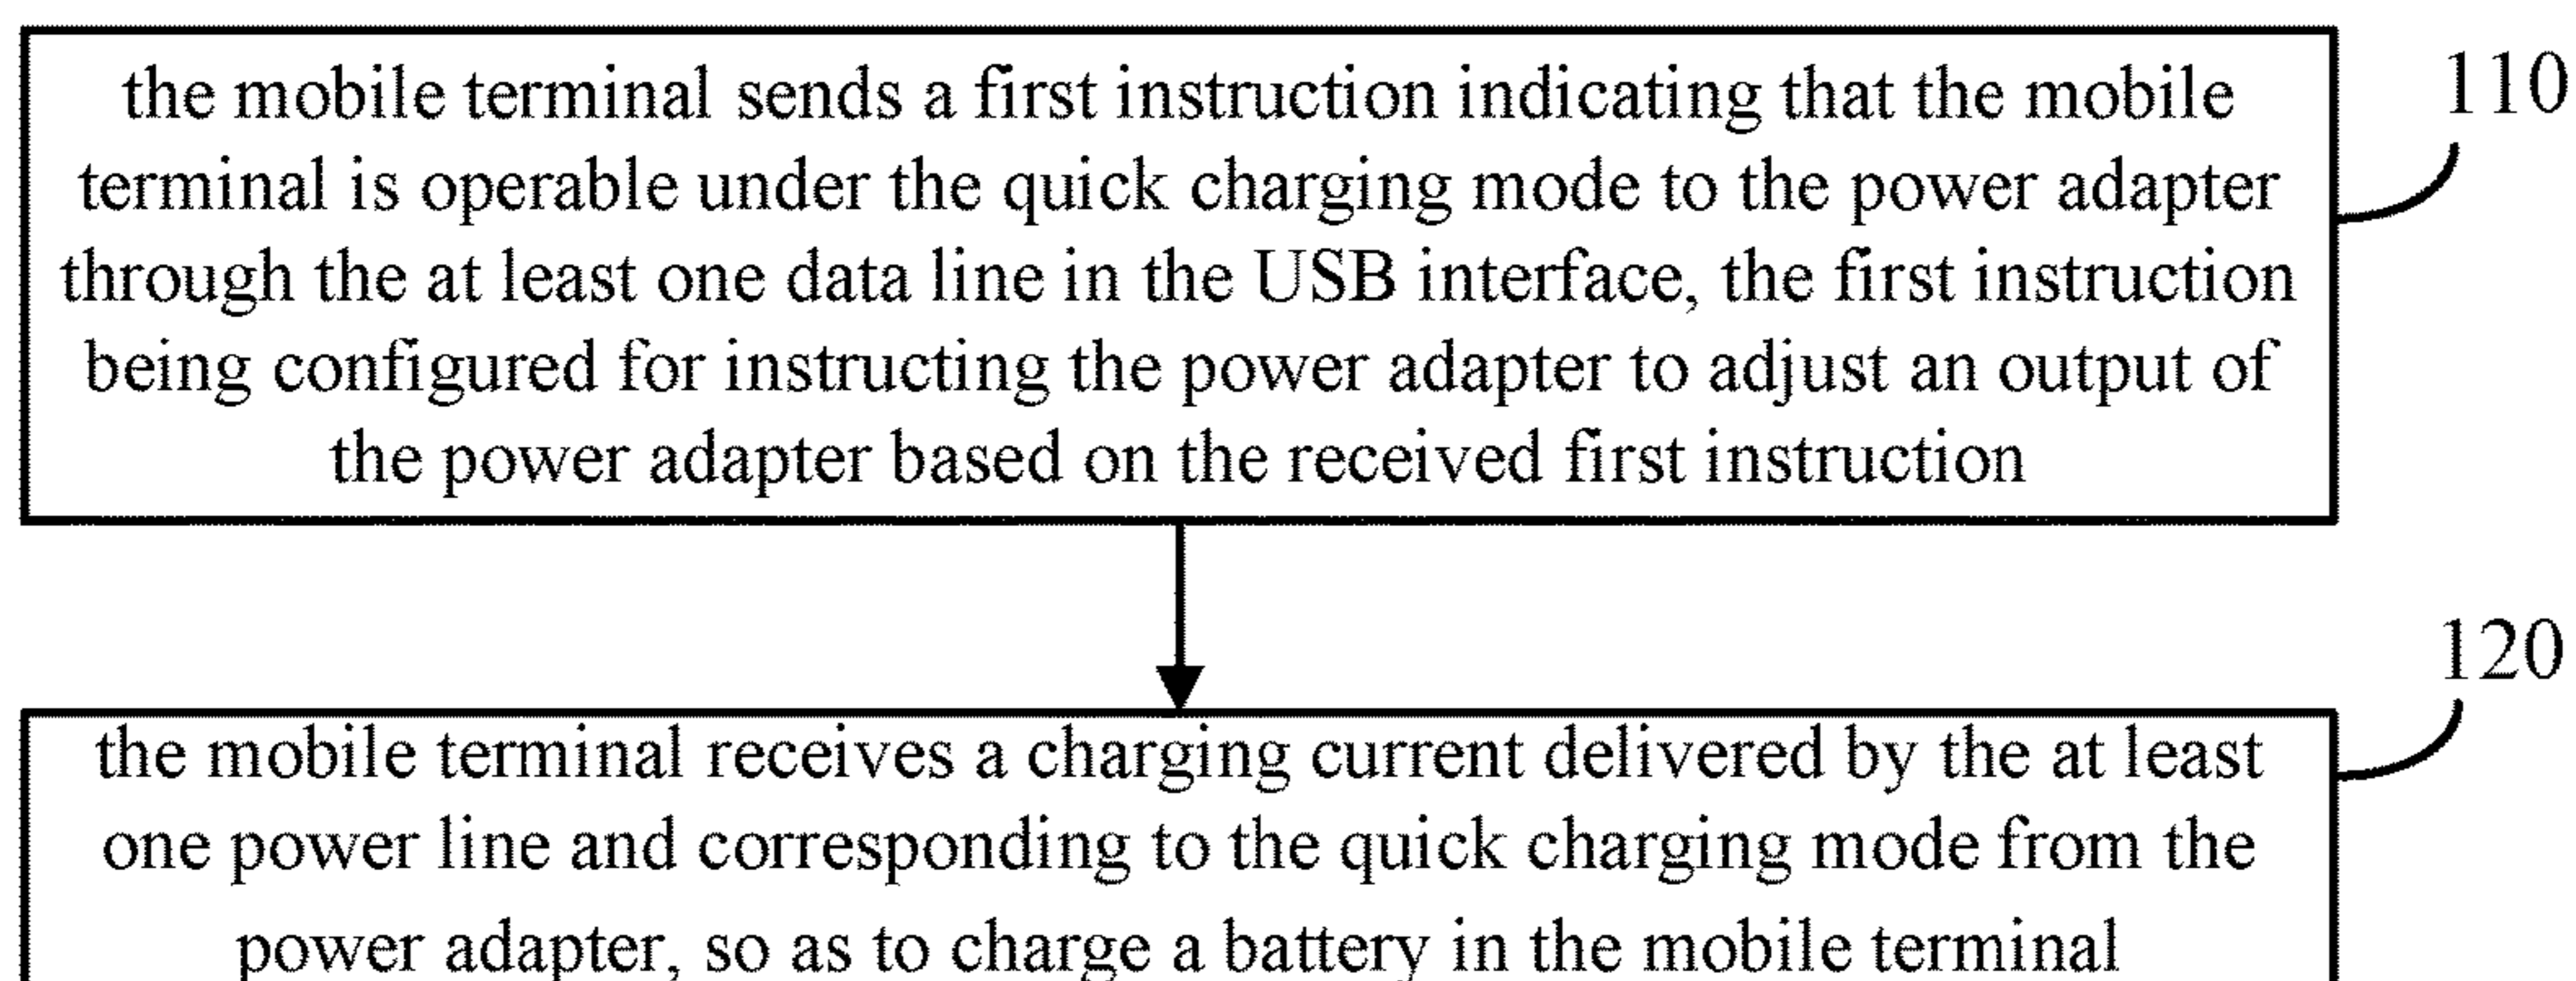 the mobile terminal sends a first instruction indicating that the mobile
terminal is operable under the quick charging mode to the power adapter
through the at least one data line in the USB interface, the first instruction
being configured for instructing the power adapter to adjust an output of
the power adapter based on the received first instruction
110
120
the mobile terminal receives a charging current delivered by the at least
one power line and corresponding to the quick charging mode from the
power adapter, so as to charge a battery in the mobile terminal